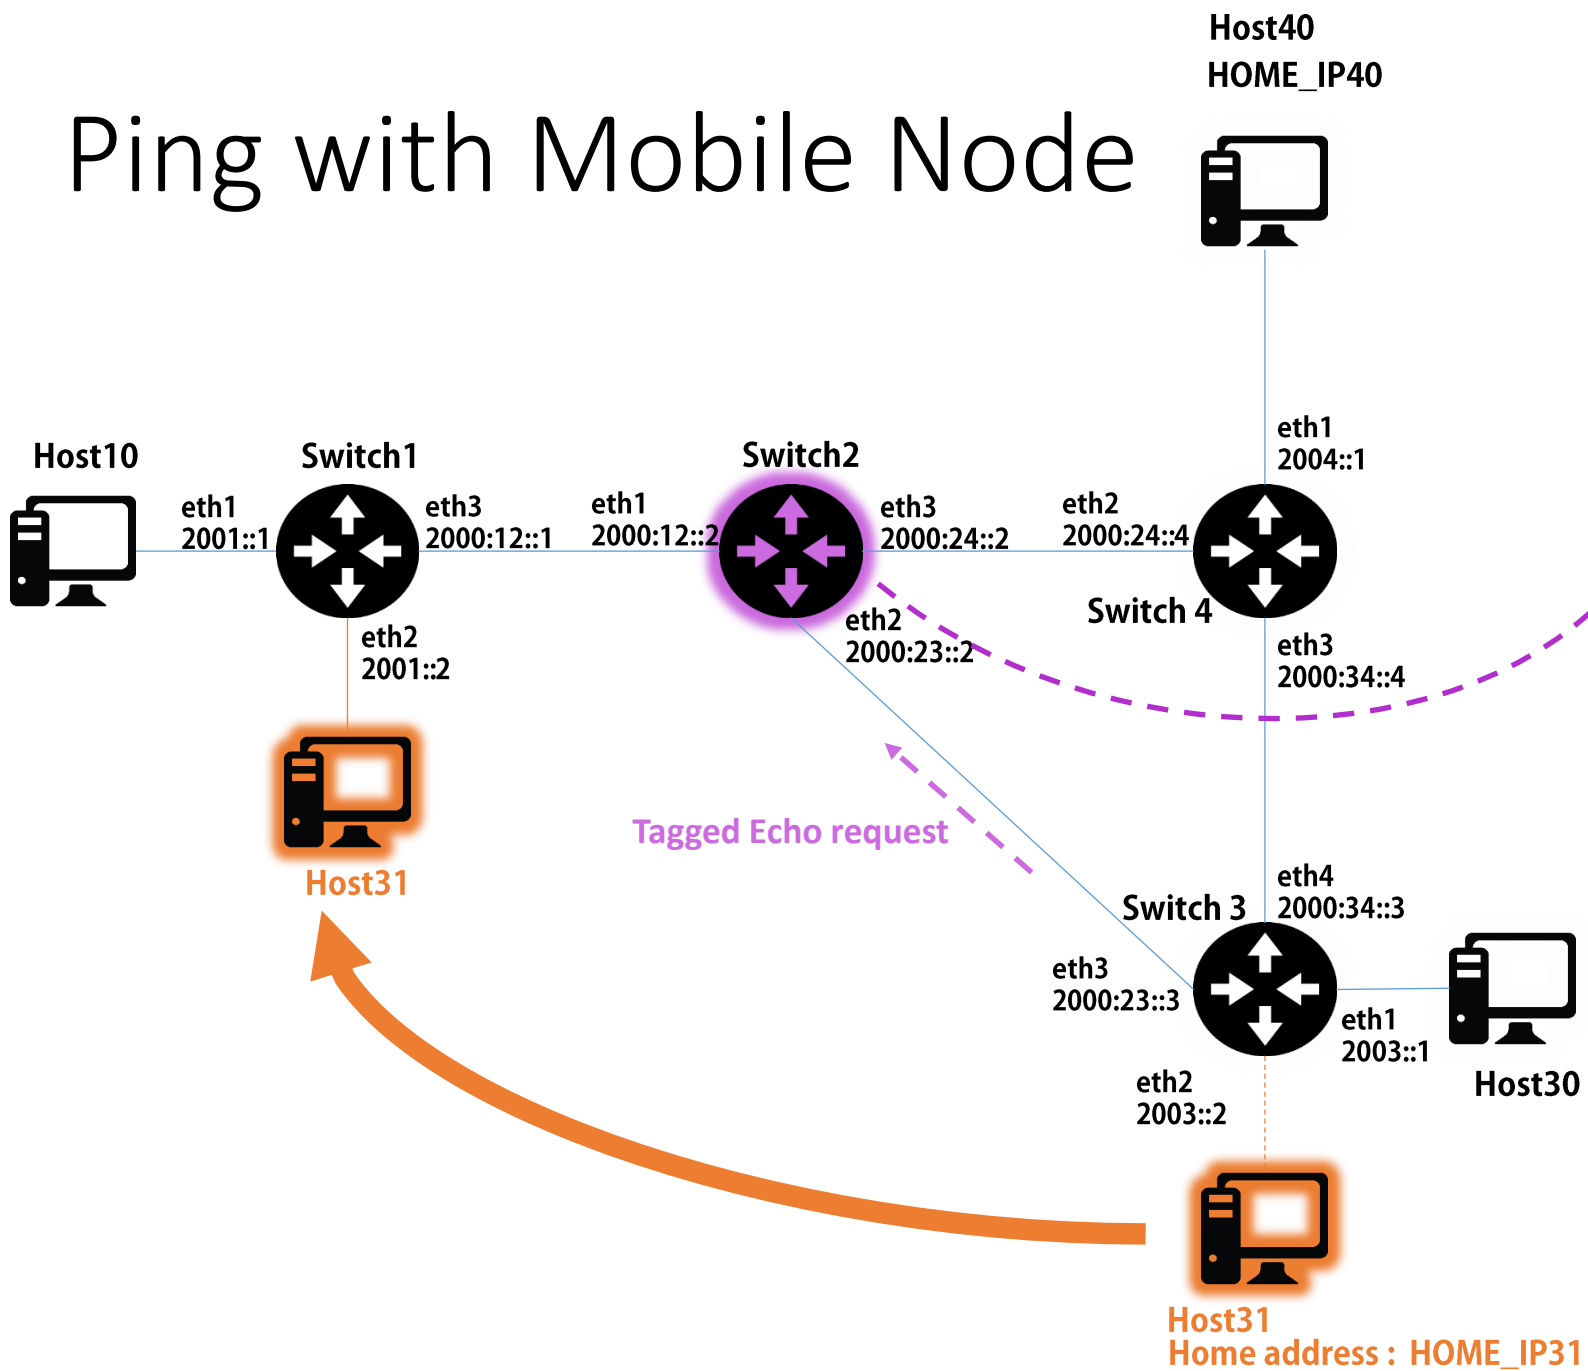 Host40
HOME_IP40
Ping with Mobile Node
eth1
2004::1
Host10
Switch1
Switch2
eth1
2001::1
eth3
2000:12::1
eth1
2000:12::2
eth3
2000:24::2
eth2
2000:24::4
Switch 4
eth2
2001::2
eth2
2000:23::2
eth3
2000:34::4
Tagged Echo request
Host31
eth4
2000:34::3
Switch 3
eth3
2000:23::3
eth1
2003::1
Host30
eth2
2003::2
Host31
Home address : HOME_IP31